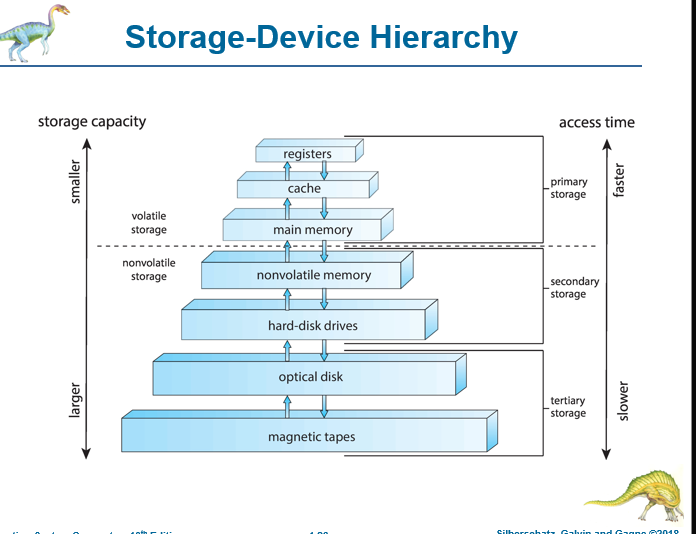 Storage-Device Hierarchy
storage capacity
access time
smaller
larger
faster
slower
registers
cache
main memory
nonvolatile memory
hard-disk drives
optical disk
magnetic tapes
volatile
storage
nonvolatile
storage
primary
storage
secondary
storage
tertiary
storage
10th Edition
Silberschatz, Galvin and Gagne ©2018